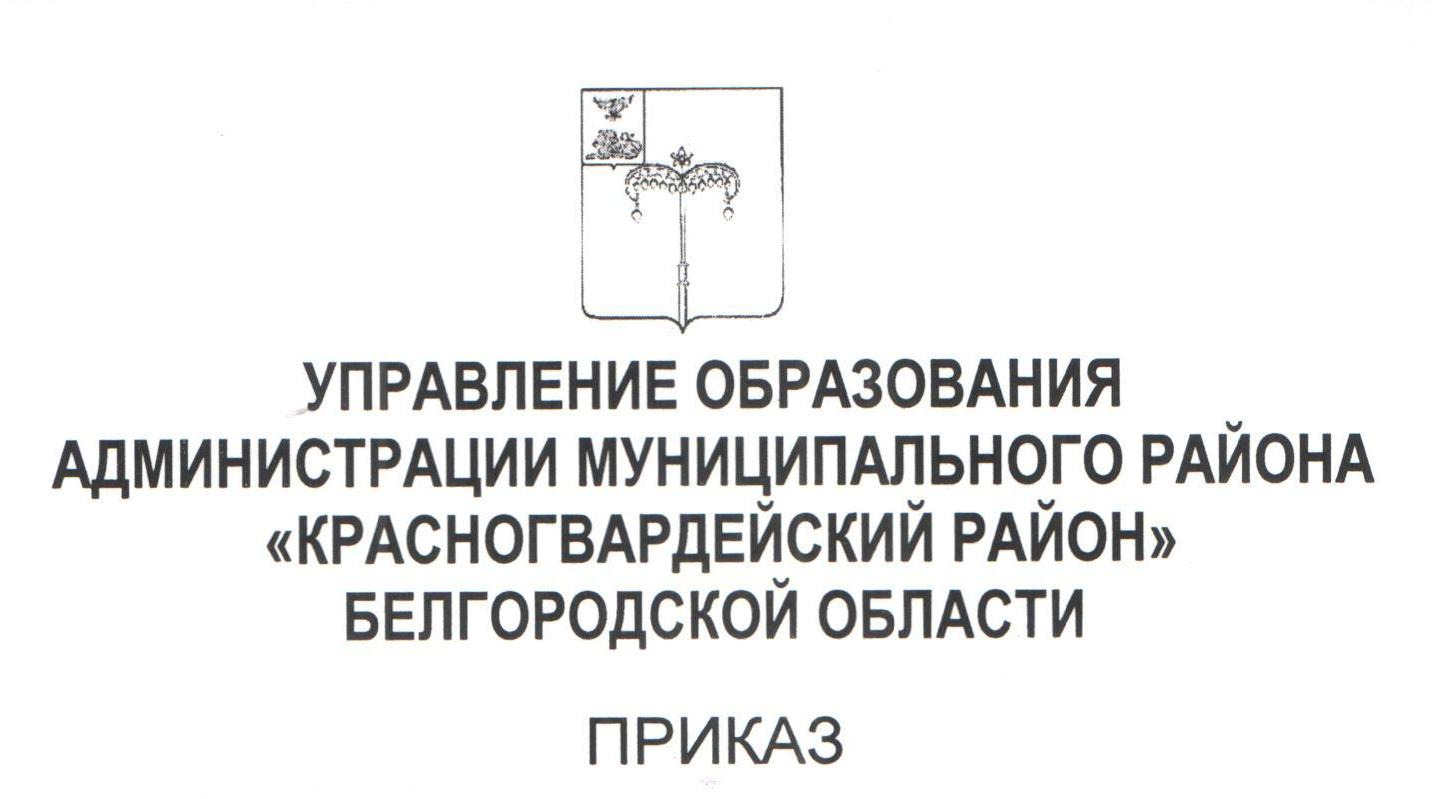 УПРАВЛЕНИЕ ОБРАЗОВАНИЯ
АДМИНИСТРАЦИИ МУНИЦИПАЛЬНОГО РАЙОНА
«КРАСНОГВАРДЕЙСКИЙ РАЙОН»
БЕЛГОРОДСКОЙ ОБЛАСТИ
ПРИКАЗ